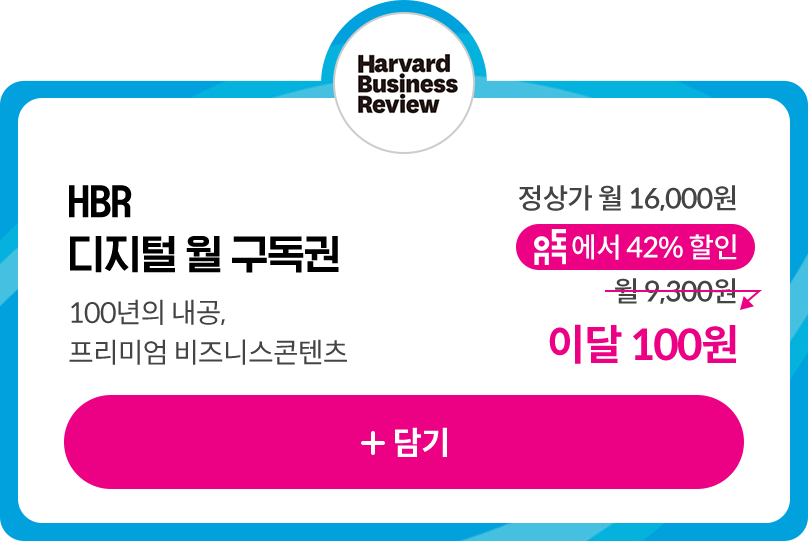 Harvard
Business
Review
HBR
디지털 월 구독권
100년의 내공,
프리미엄 비즈니스콘텐츠
정상가 월 16,000원
유독에서 42% 할인
월 9,300원
이달 100원
+ 담기